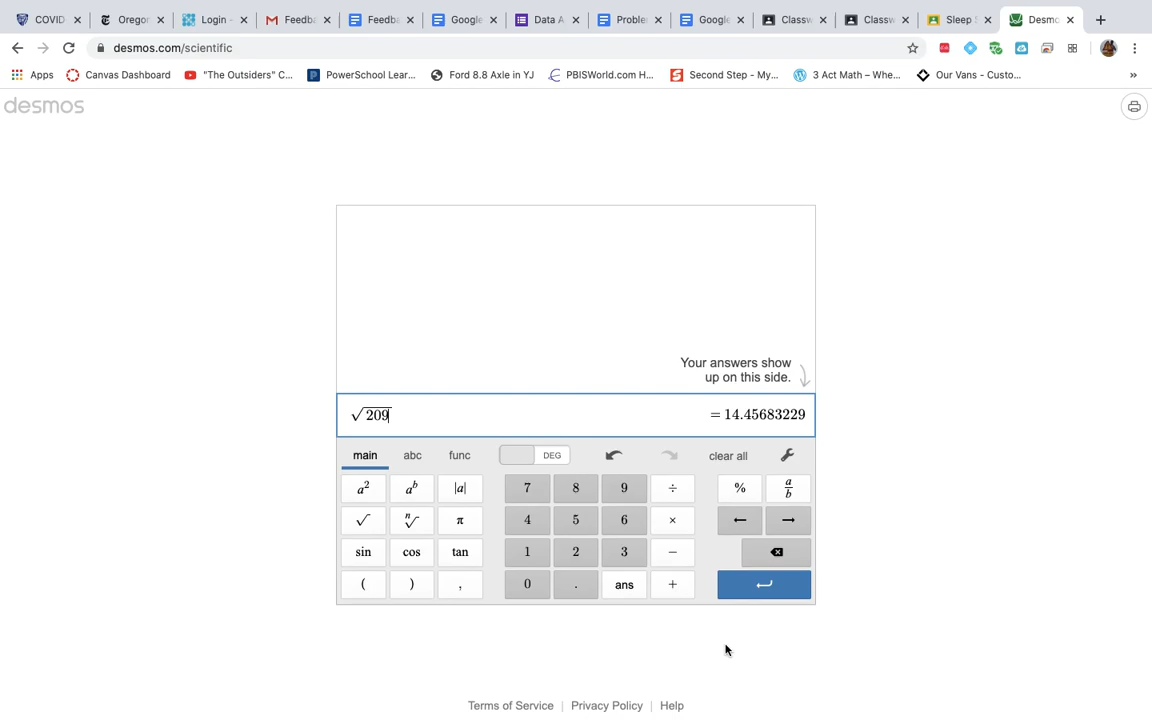 COVID
Oregor
Login -
Feedba
Feedba
Google
Data A
Proble
Google
Classw
Classw
Sleep S
Desmo
desmos.com/scientific
Apps
Canvas Dashboard
"The Outsiders" C...
PowerSchool Lear...
Ford 8.8 Axle in YJ
PBISWorld.com H...
Second Step - My...
3 Act Math – Whe...
Our Vans - Custo...
»
desmos
Your answers show
up on this side.
√209 = 14.45683229
main abc func DEG clear all
a² aᵇ |a| 7 8 9 ÷ % a/b
√ ⁿ√ π 4 5 6 × ← →
sin cos tan 1 2 3 −
( ) , 0 . ans +
Terms of Service | Privacy Policy | Help